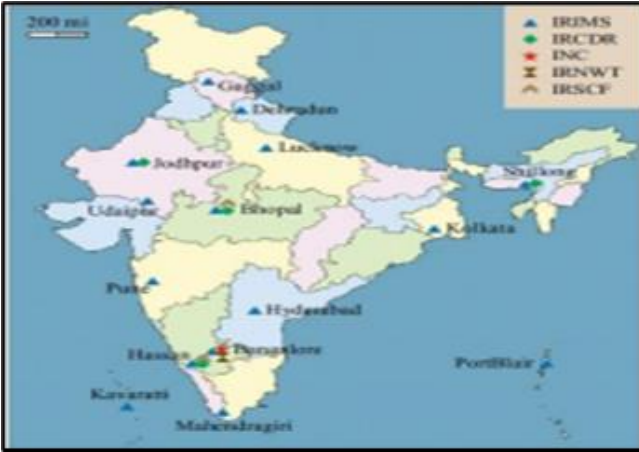 200 mi
IRIMS
IRCDR
INC
IRNWT
IRSCF
Gaggal
Dehradun
Lucknow
Jodhpur
Shillong
Udaipur
Bhopal
Kolkata
Pune
Hyderabad
Bangalore
Hassan
PortBlair
Kavaratti
Mahendragiri